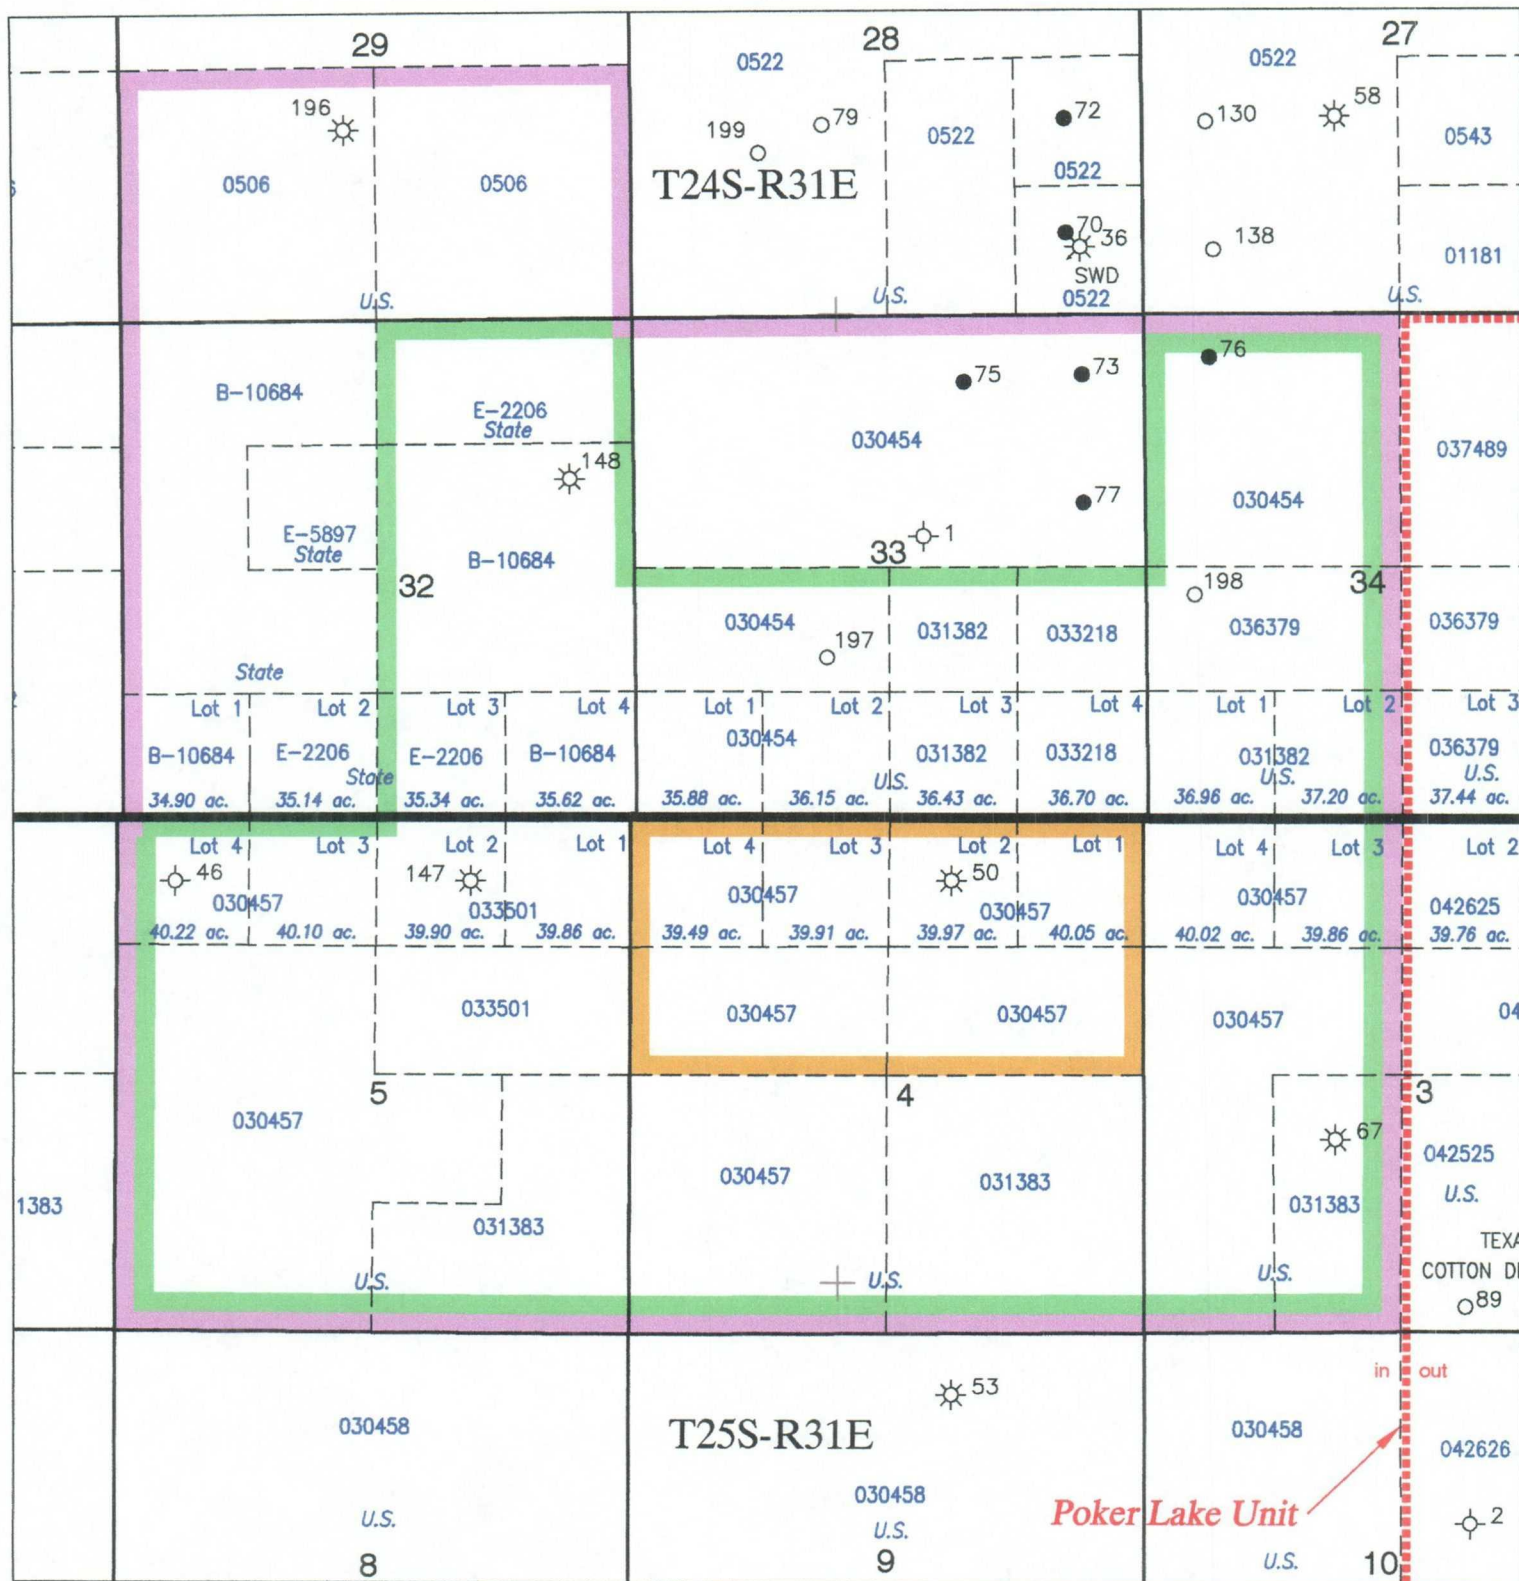 29
28
27
0522
0522
196
199
79
72
130
58
0522
0543
0506
0506
0522
T24S-R31E
70
36
138
SWD
01181
U.S.
U.S.
0522
U.S.
B-10684
E-2206
State
75
73
76
030454
037489
148
030454
77
E-5897
State
B-10684
1
33
32
198
34
030454
031382
033218
036379
036379
197
State
Lot 1
Lot 2
Lot 3
Lot 4
Lot 1
Lot 2
Lot 3
Lot 4
Lot 1
Lot 2
Lot 3
B-10684
E-2206
E-2206
B-10684
030454
031382
033218
031382
036379
State
U.S.
U.S.
U.S.
34.90 ac.
35.14 ac.
35.34 ac.
35.62 ac.
35.88 ac.
36.15 ac.
36.43 ac.
36.70 ac.
36.96 ac.
37.20 ac.
37.44 ac.
Lot 4
Lot 3
Lot 2
Lot 1
Lot 4
Lot 3
Lot 2
Lot 1
Lot 4
Lot 3
Lot 2
46
147
50
030457
033501
030457
030457
030457
042625
40.22 ac.
40.10 ac.
39.90 ac.
39.86 ac.
39.49 ac.
39.91 ac.
39.97 ac.
40.05 ac.
40.02 ac.
39.86 ac.
39.76 ac.
033501
030457
030457
030457
04
5
4
3
030457
67
042525
030457
031383
U.S.
1383
031383
031383
TEXA
U.S.
U.S.
U.S.
COTTON D
89
in
out
53
030458
T25S-R31E
030458
042626
030458
Poker Lake Unit
U.S.
U.S.
2
8
9
U.S.
10